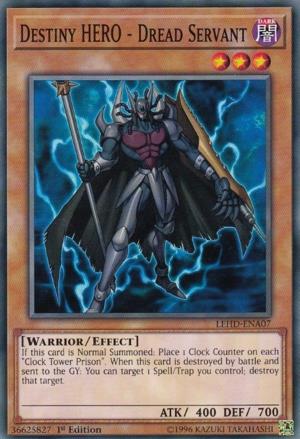 DESTINY HERO - DREAD SERVANT
DARK
闇
LEHD-ENA07
[WARRIOR/EFFECT]
If this card is Normal Summoned: Place 1 Clock Counter on each
"Clock Tower Prison". When this card is destroyed by battle and
sent to the GY: You can target 1 Spell/Trap you control; destroy
that target.
ATK/ 400 DEF/ 700
36625827 1st Edition ©1996 KAZUKI TAKAHASHI